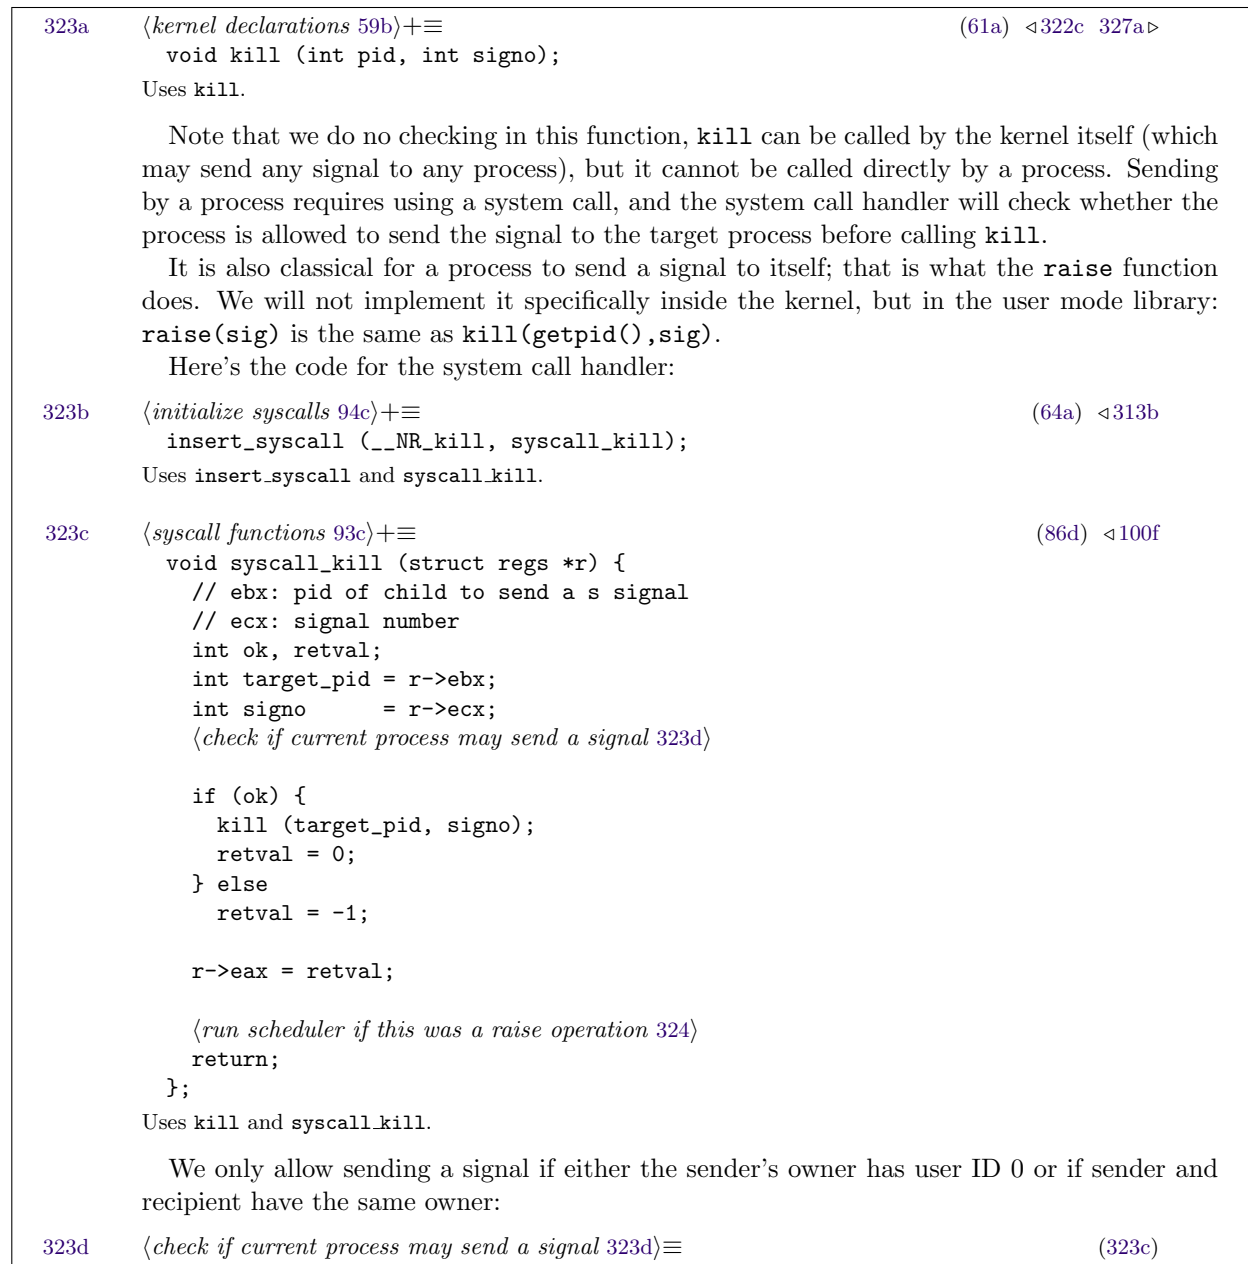 323a ⟨kernel declarations 59b⟩+≡ (61a) ◁322c 327a▷
void kill (int pid, int signo);
Uses kill.
Note that we do no checking in this function, kill can be called by the kernel itself (which
may send any signal to any process), but it cannot be called directly by a process. Sending
by a process requires using a system call, and the system call handler will check whether the
process is allowed to send the signal to the target process before calling kill.
It is also classical for a process to send a signal to itself; that is what the raise function
does. We will not implement it specifically inside the kernel, but in the user mode library:
raise(sig) is the same as kill(getpid(),sig).
Here's the code for the system call handler:
323b ⟨initialize syscalls 94c⟩+≡ (64a) ◁313b
insert_syscall (__NR_kill, syscall_kill);
Uses insert_syscall and syscall_kill.
323c ⟨syscall functions 93c⟩+≡ (86d) ◁100f
void syscall_kill (struct regs *r) {
// ebx: pid of child to send a s signal
// ecx: signal number
int ok, retval;
int target_pid = r->ebx;
int signo      = r->ecx;
⟨check if current process may send a signal 323d⟩
if (ok) {
kill (target_pid, signo);
retval = 0;
} else
retval = -1;
r->eax = retval;
⟨run scheduler if this was a raise operation 324⟩
return;
};
Uses kill and syscall_kill.
We only allow sending a signal if either the sender's owner has user ID 0 or if sender and
recipient have the same owner:
323d ⟨check if current process may send a signal 323d⟩≡ (323c)